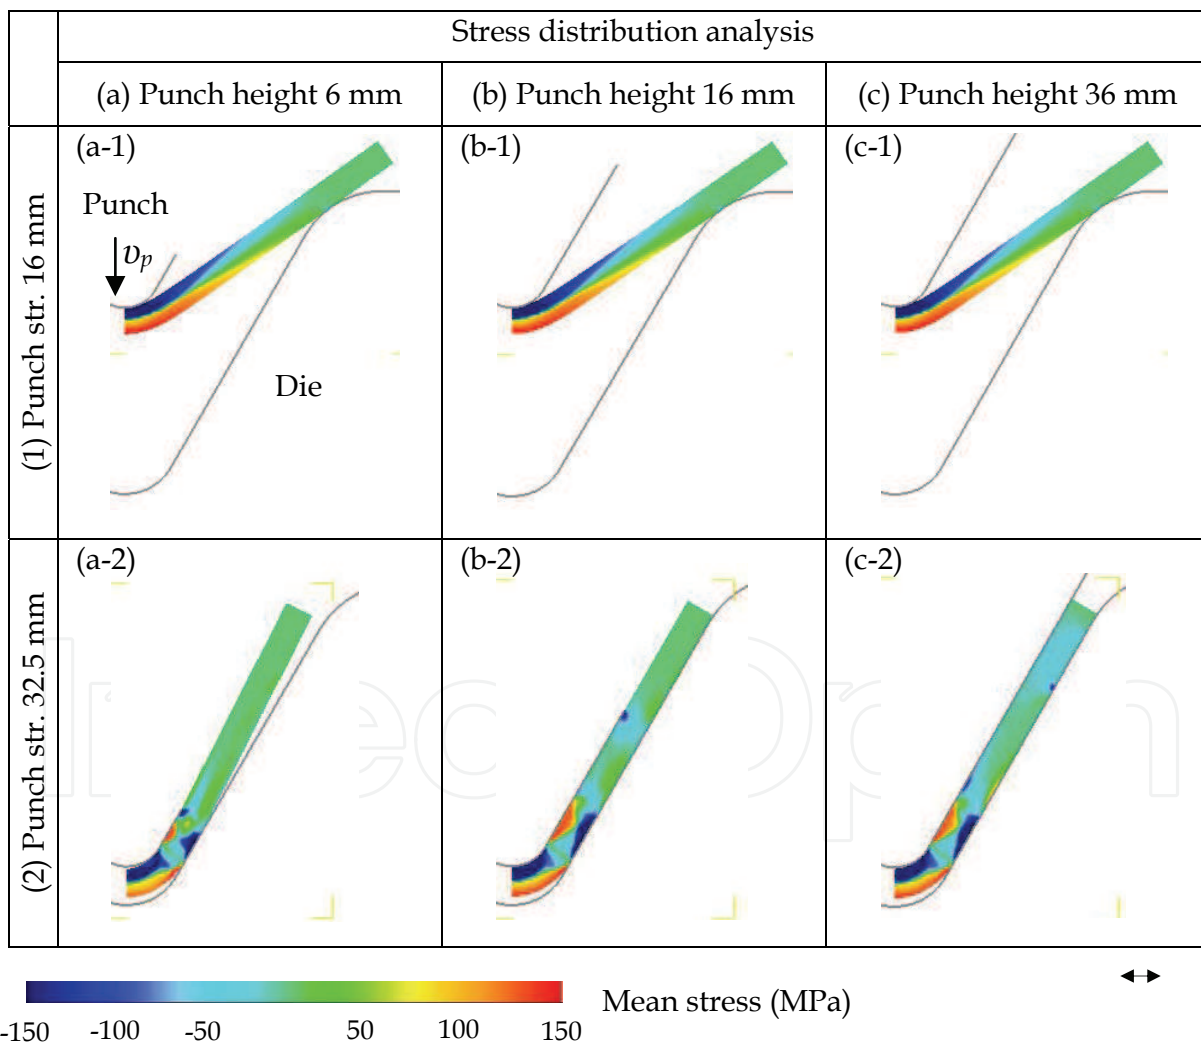 Stress distribution analysis
(a) Punch height 6 mm
(b) Punch height 16 mm
(c) Punch height 36 mm
(1) Punch str. 16 mm
(a-1)
(b-1)
(c-1)
Punch
υp
Die
(2) Punch str. 32.5 mm
(a-2)
(b-2)
(c-2)
Mean stress (MPa)
-150 -100 -50 50 100 150